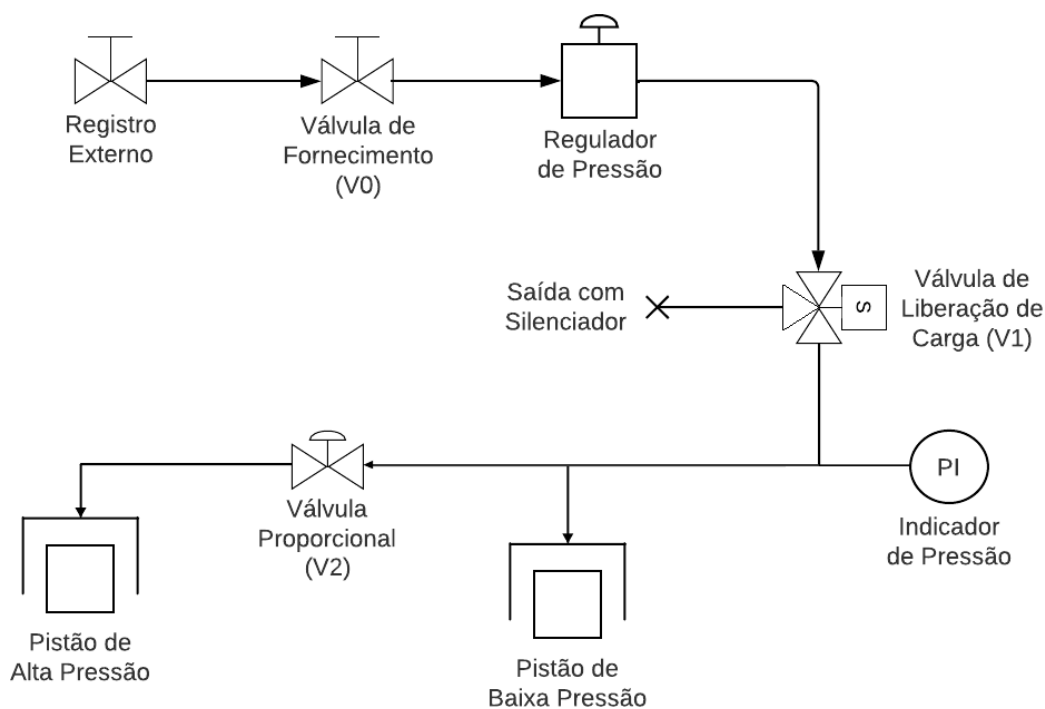 Registro
Externo
Válvula de
Fornecimento
(V0)
Regulador
de Pressão
Saída com
Silenciador
S
Válvula de
Liberação de
Carga (V1)
Válvula
Proporcional
(V2)
PI
Indicador
de Pressão
Pistão de
Alta Pressão
Pistão de
Baixa Pressão